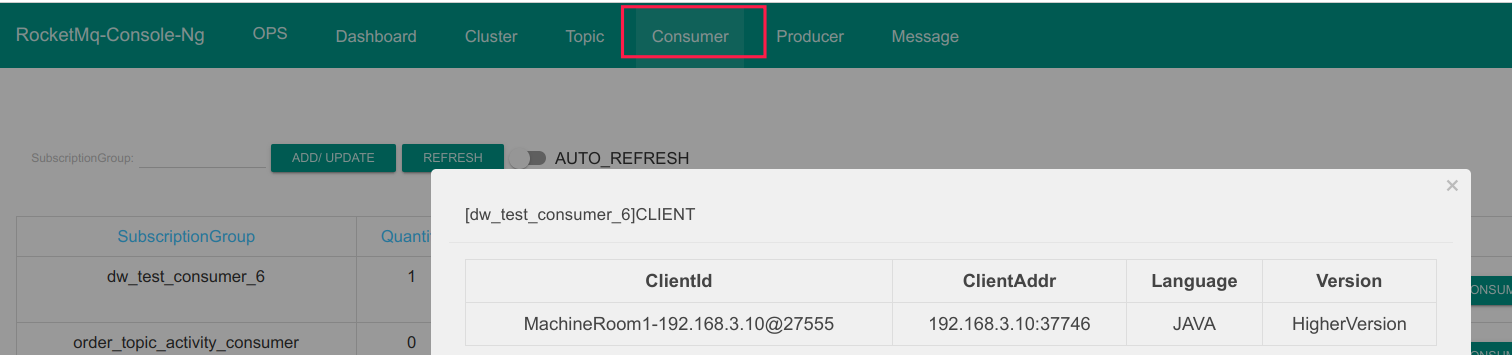 RocketMq-Console-Ng OPS Dashboard Cluster Topic Consumer Producer Message
SubscriptionGroup: ADD/ UPDATE REFRESH AUTO_REFRESH
×
[dw_test_consumer_6]CLIENT
SubscriptionGroup Quanti
ClientId ClientAddr Language Version
dw_test_consumer_6 1
ONSUM
MachineRoom1-192.168.3.10@27555 192.168.3.10:37746 JAVA HigherVersion
order_topic_activity_consumer 0